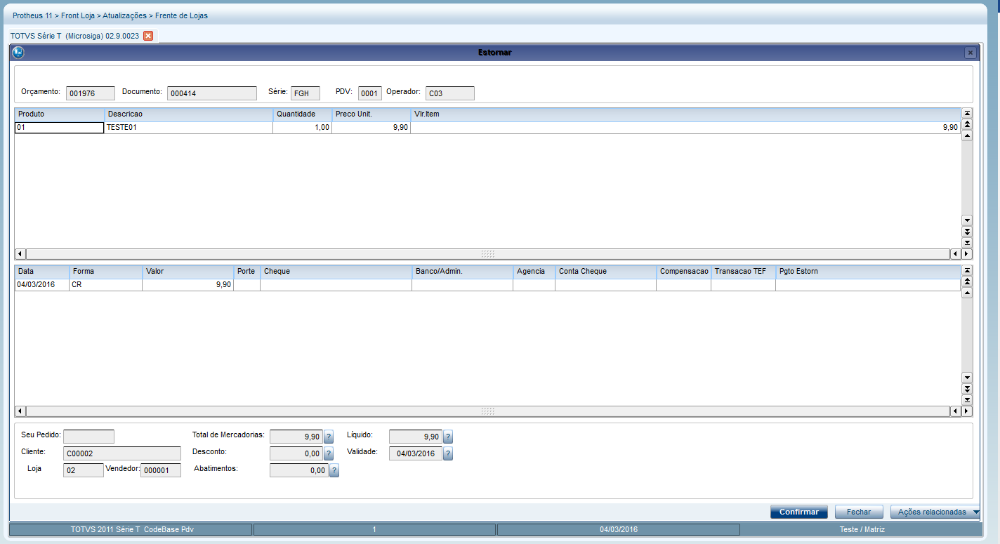 Protheus 11 > Front Loja > Atualizações > Frente de Lojas
TOTVS Série T (Microsiga) 02.9.0023
Estornar
Orçamento: 001976 Documento: 000414 Série: FGH PDV: 0001 Operador: C03
Produto Descricao Quantidade Preco Unit. Vlr.Item
01 TESTE01 1,00 9,90 9,90
Data Forma Valor Porte Cheque Banco/Admin. Agencia Conta Cheque Compensacao Transacao TEF Pgto Estorn
04/03/2016 CR 9,90
Seu Pedido: Total de Mercadorias: 9,90 ? Líquido: 9,90 ?
Cliente: C00002 Desconto: 0,00 ? Validade: 04/03/2016 ?
Loja 02 Vendedor: 000001 Abatimentos: 0,00 ?
Confirmar Fechar Ações relacionadas
TOTVS 2011 Série T CodeBase Pdv 1 04/03/2016 Teste / Matriz